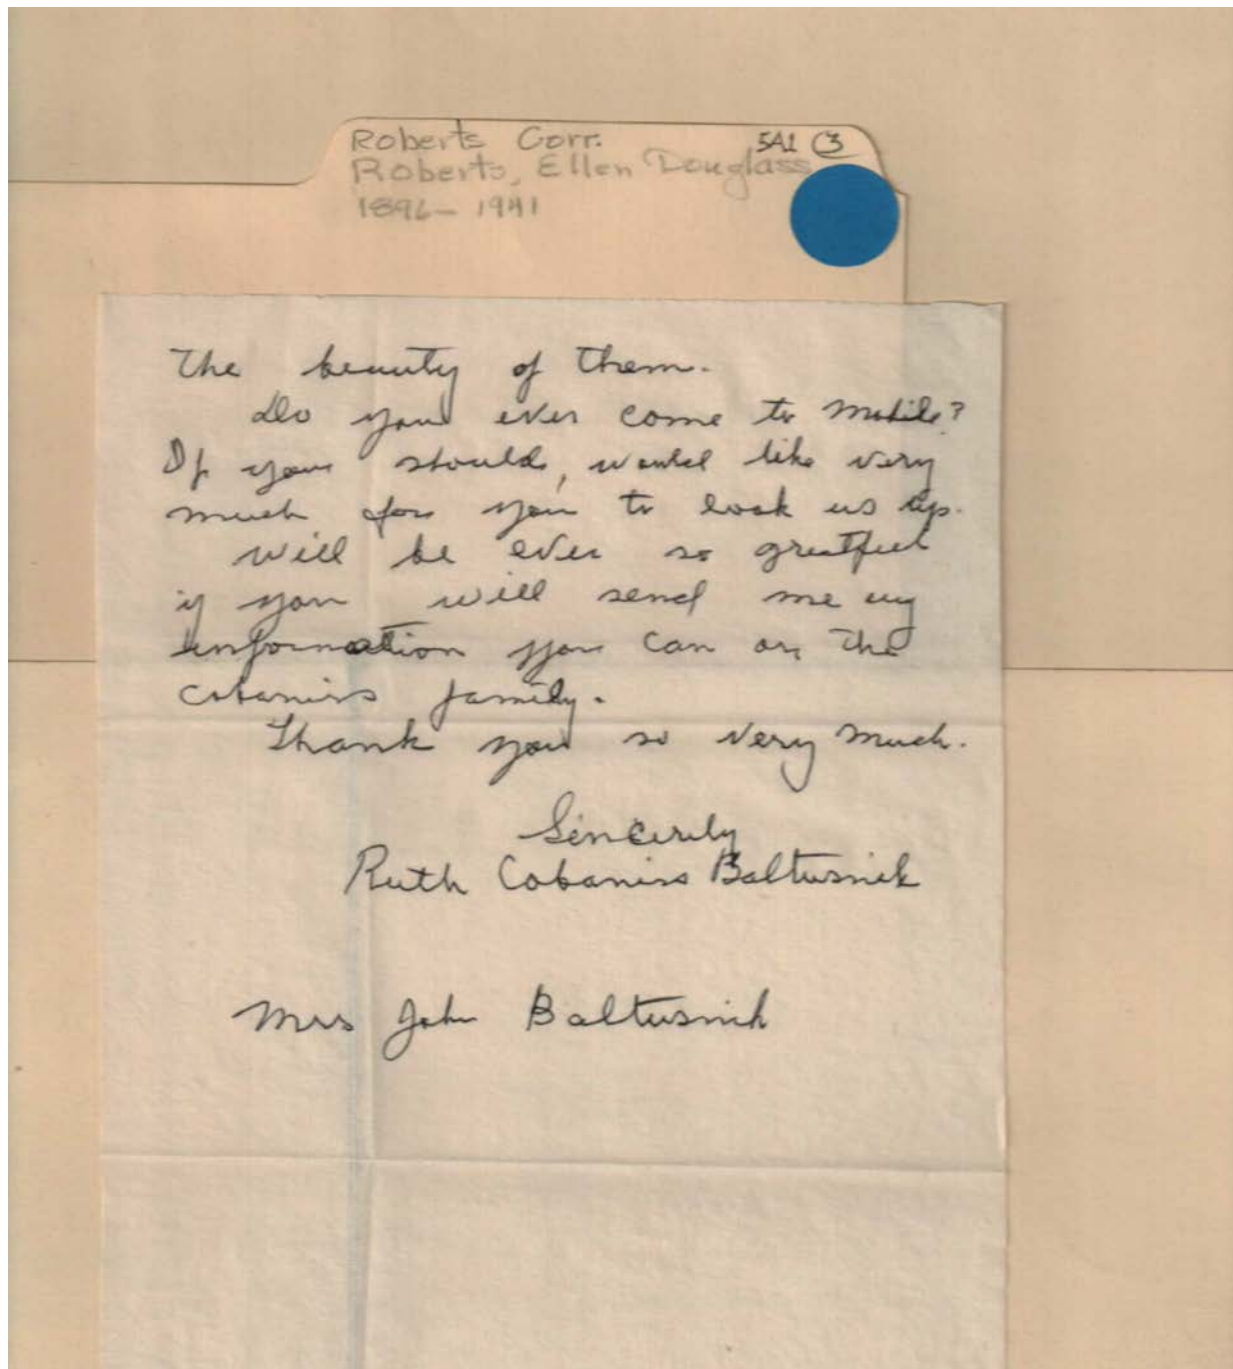 Roberts Corr. 5A1 3
Roberts, Ellen Douglass
1896- 1941
the beauty of them.
Do you ever come to Mobile?
If you should, would like very
much for you to look us up.
Will be ever so greatful
if you will send me any
information you can on the
Cobaniss family.
Thank you so very much.
Sincerely
Ruth Cobaniss Baltusnik
Mrs John Baltusnik